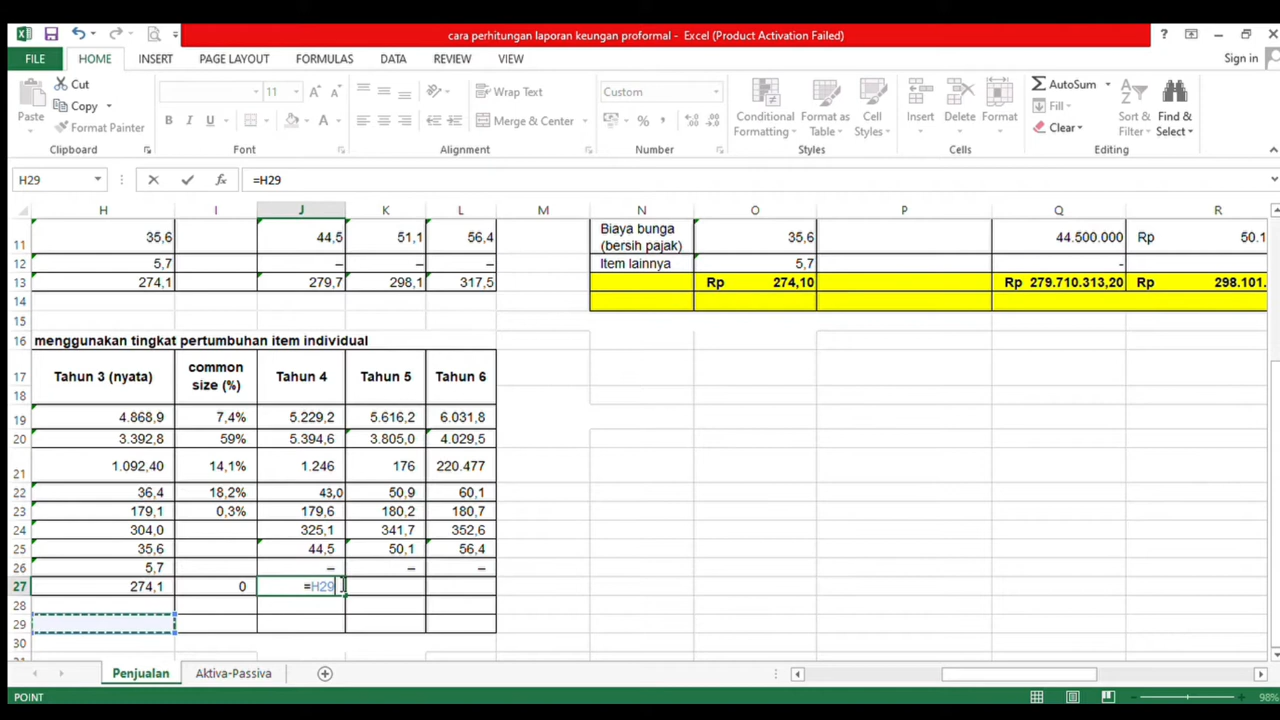 cara perhitungan laporan keungan proformal - Excel (Product Activation Failed)
FILE HOME INSERT PAGE LAYOUT FORMULAS DATA REVIEW VIEW Sign in
Cut
Copy
Format Painter
Paste
11
Wrap Text
Merge & Center
Custom
Conditional Formatting
Format as Table
Cell Styles
Insert
Delete
Format
AutoSum
Fill
Clear
Sort & Filter
Find & Select
Clipboard Font Alignment Number Styles Cells Editing
H29 =H29
H I J K L M N O P Q R
11 35,6 44,5 51,1 56,4 Biaya bunga (bersih pajak) 35,6 44.500.000 Rp 50.1
12 5,7 – – – Item lainnya 5,7 -
13 274,1 279,7 298,1 317,5 Rp 274,10 Rp 279.710.313,20 Rp 298.101.
14
15
16 menggunakan tingkat pertumbuhan item individual
17 Tahun 3 (nyata) common size (%) Tahun 4 Tahun 5 Tahun 6
18
19 4.868,9 7,4% 5.229,2 5.616,2 6.031,8
20 3.392,8 59% 5.394,6 3.805,0 4.029,5
21 1.092,40 14,1% 1.246 176 220.477
22 36,4 18,2% 43,0 50,9 60,1
23 179,1 0,3% 179,6 180,2 180,7
24 304,0 325,1 341,7 352,6
25 35,6 44,5 50,1 56,4
26 5,7 – – –
27 274,1 0 =H29
28
29
30
Penjualan Aktiva-Passiva
POINT 98%